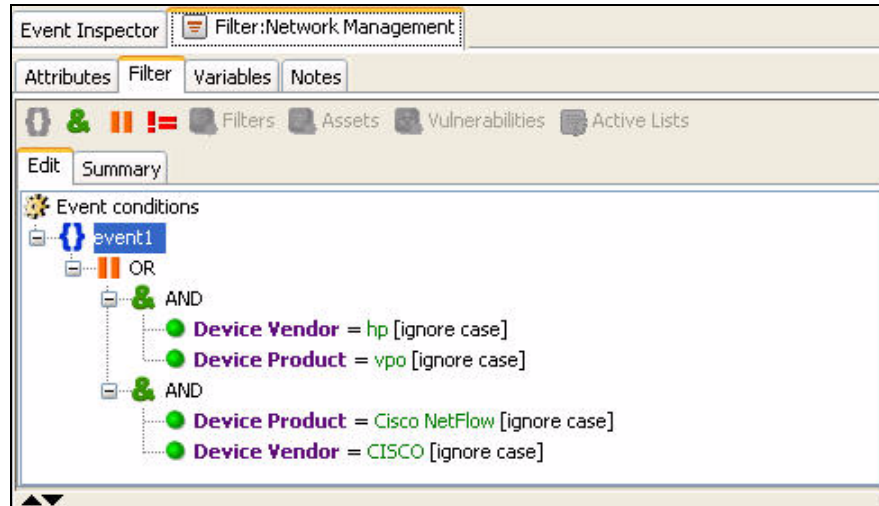 Event Inspector Filter:Network Management
Attributes Filter Variables Notes
{} & || != Filters Assets Vulnerabilities Active Lists
Edit Summary
Event conditions
{} event1
|| OR
& AND
Device Vendor = hp [ignore case]
Device Product = vpo [ignore case]
& AND
Device Product = Cisco NetFlow [ignore case]
Device Vendor = CISCO [ignore case]